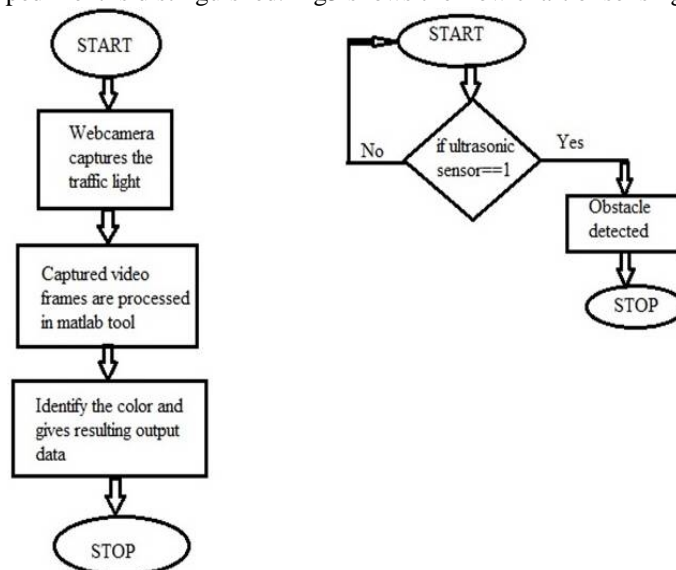 START
Webcamera
captures the
traffic light
Captured video
frames are processed
in matlab tool
Identify the color and
gives resulting output
data
STOP
START
if ultrasonic
sensor==1
No
Yes
Obstacle
detected
STOP